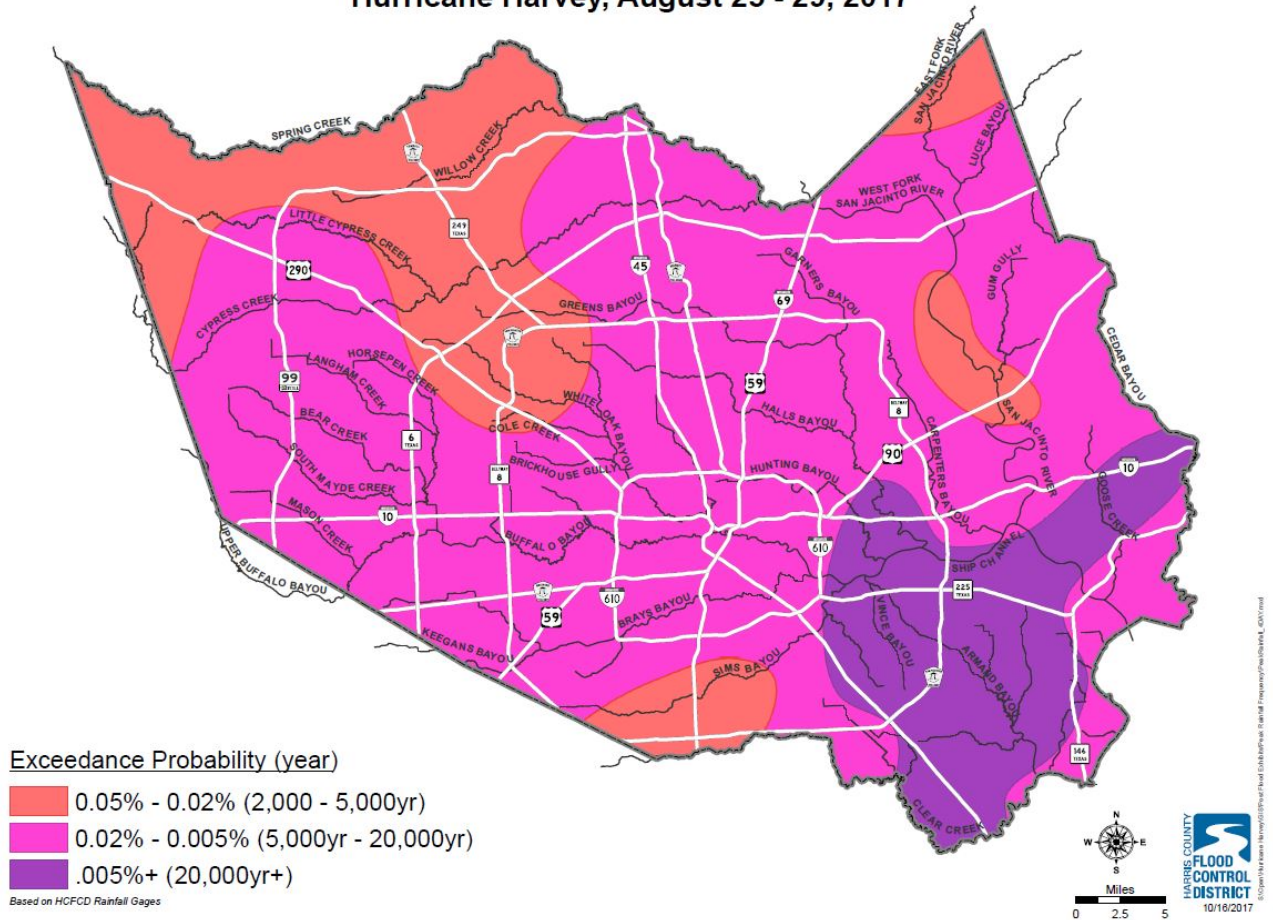 Hurricane Harvey, August 25 - 29, 2017
EAST FORK
SAN JACINTO RIVER
SPRING CREEK
WILLOW CREEK
LUCE BAYOU
WEST FORK
SAN JACINTO RIVER
LITTLE CYPRESS CREEK
249
TEXAS
290
45
GARNERS BAYOU
69
GUM GULLY
CYPRESS CREEK
GREENS BAYOU
CEDAR BAYOU
HORSEPEN CREEK
LANGHAM CREEK
99
59
WHITE OAK BAYOU
HALLS BAYOU
BELTWAY
8
SAN JACINTO RIVER
BEAR CREEK
6
TEXAS
COLE CREEK
CARPENTERS BAYOU
90
SOUTH MAYDE CREEK
BELTWAY
8
BRICKHOUSE GULLY
HUNTING BAYOU
10
GOOSE CREEK
MASON CREEK
10
BUFFALO BAYOU
610
SHIP CHANNEL
UPPER BUFFALO BAYOU
59
610
BRAYS BAYOU
225
TEXAS
VINCE BAYOU
KEEGANS BAYOU
SIMS BAYOU
ARMAND BAYOU
146
TEXAS
CLEAR CREEK
Exceedance Probability (year)
0.05% - 0.02% (2,000 - 5,000yr)
0.02% - 0.005% (5,000yr - 20,000yr)
.005%+ (20,000yr+)
Based on HCFCD Rainfall Gages
N
W
E
S
Miles
0 2.5 5
HARRIS COUNTY
FLOOD
CONTROL
DISTRICT
10/16/2017